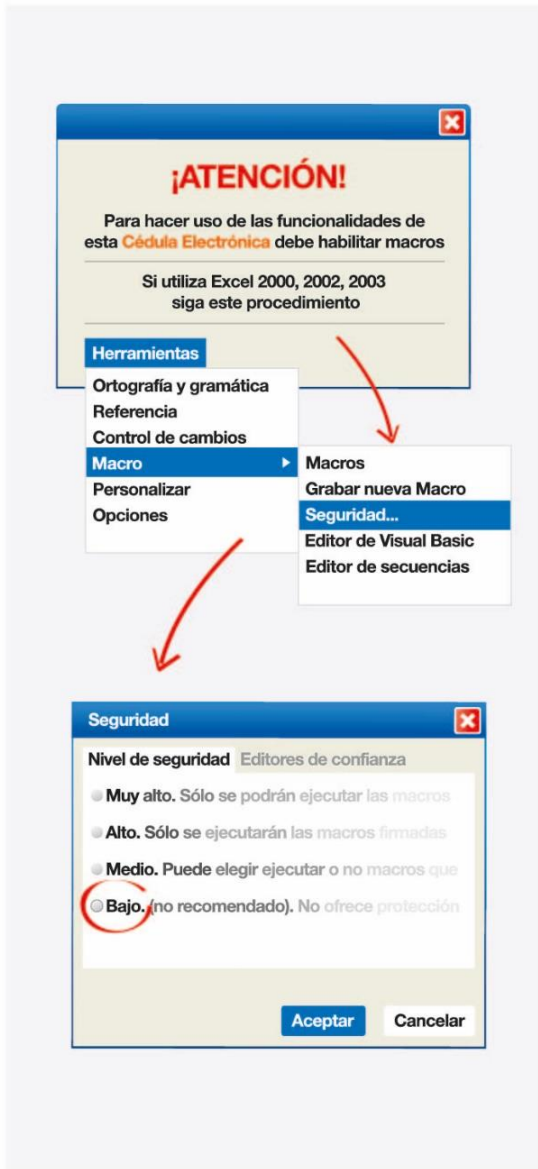 ¡ATENCIÓN!
Para hacer uso de las funcionalidades de
esta Cédula Electrónica debe habilitar macros
Si utiliza Excel 2000, 2002, 2003
siga este procedimiento
Herramientas
Ortografía y gramática
Referencia
Control de cambios
Macro
Personalizar
Opciones
Macros
Grabar nueva Macro
Seguridad...
Editor de Visual Basic
Editor de secuencias
Seguridad
Nivel de seguridad Editores de confianza
Muy alto. Sólo se podrán ejecutar las macros
Alto. Sólo se ejecutarán las macros firmadas
Medio. Puede elegir ejecutar o no macros que
Bajo. (no recomendado). No ofrece protección
Aceptar Cancelar